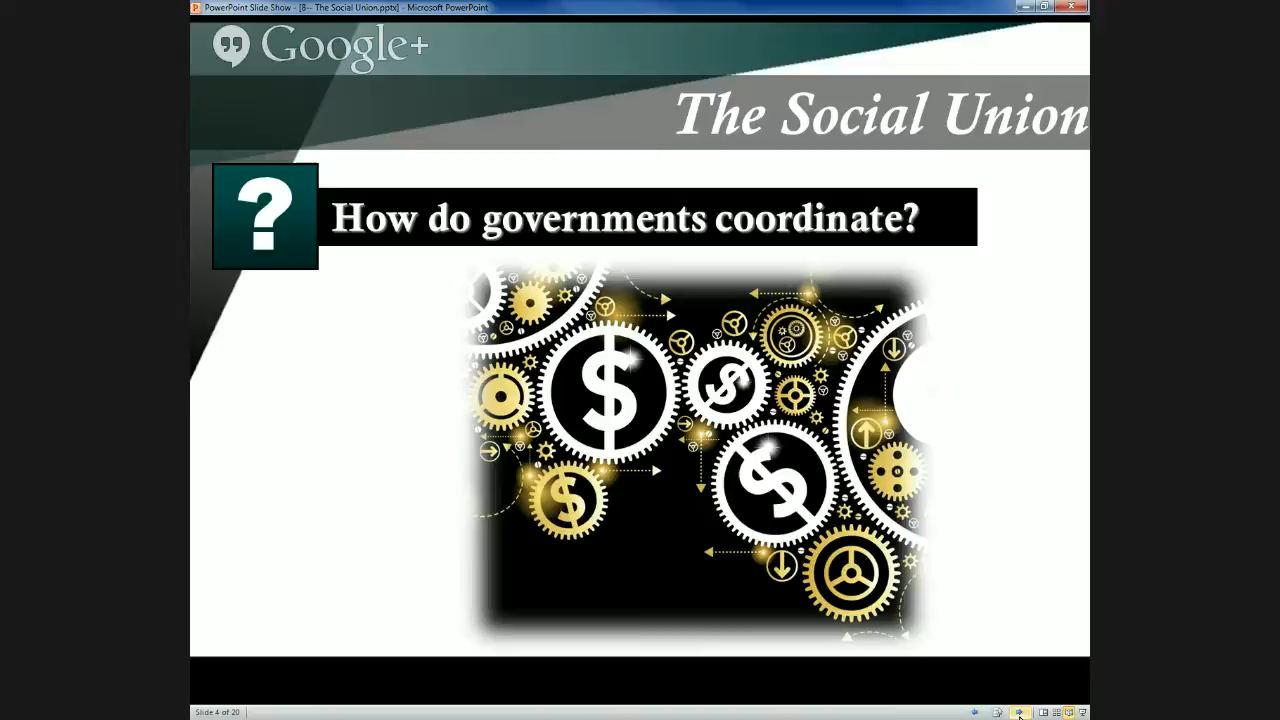 PowerPoint Slide Show - [8-- The Social Union.pptx] - Microsoft PowerPoint
Google+
The Social Union
? How do governments coordinate?
$ $
$ $
Slide 4 of 20